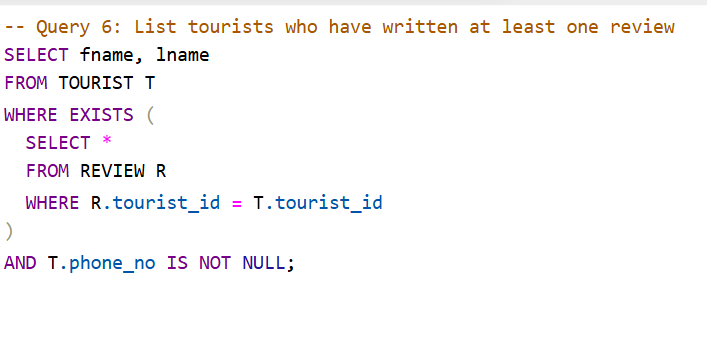 -- Query 6: List tourists who have written at least one review
SELECT fname, lname
FROM TOURIST T
WHERE EXISTS (
  SELECT *
  FROM REVIEW R
  WHERE R.tourist_id = T.tourist_id
)
AND T.phone_no IS NOT NULL;